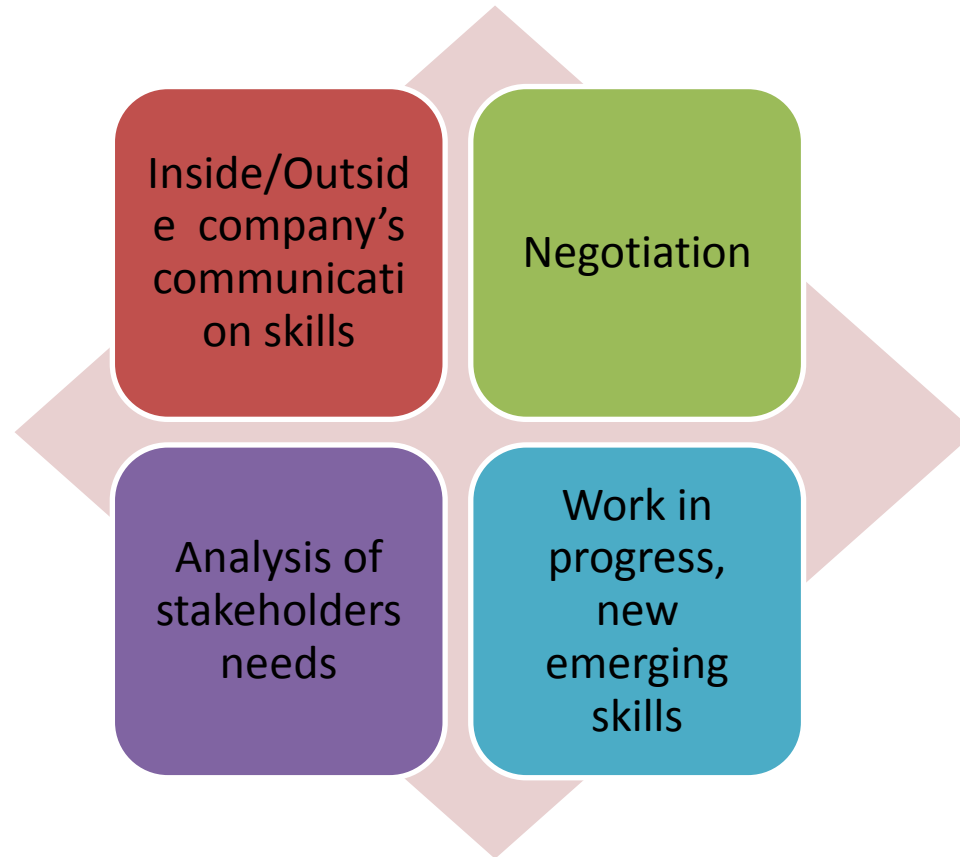 Inside/Outsid
e company’s
communicati
on skills
Negotiation
Analysis of
stakeholders
needs
Work in
progress,
new
emerging
skills